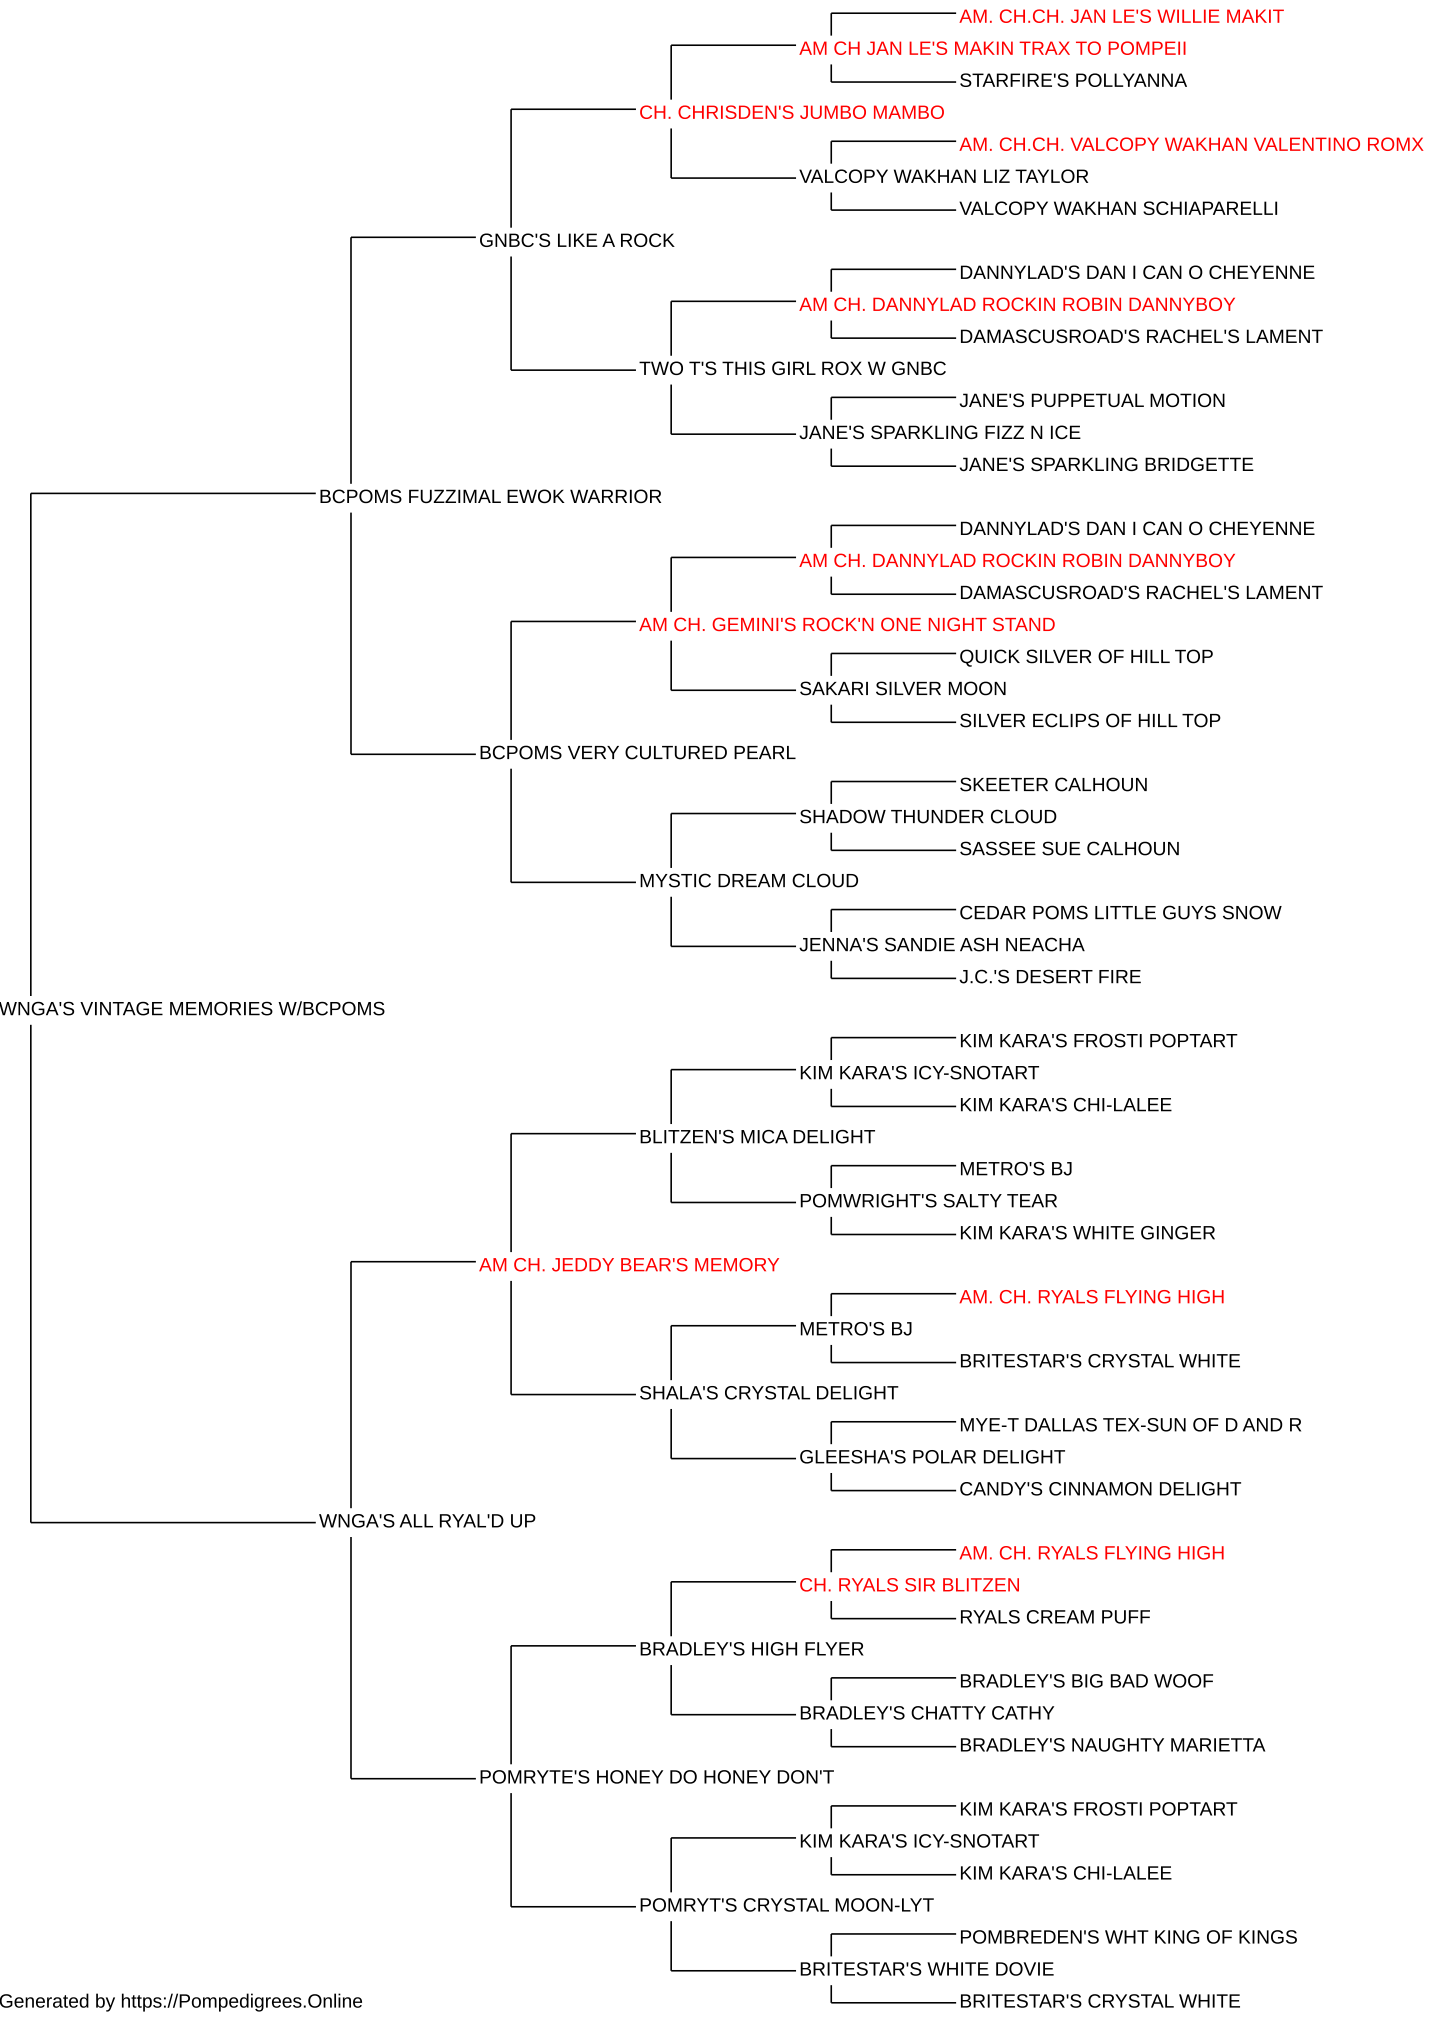 AM. CH.CH. JAN LE'S WILLIE MAKIT
AM CH JAN LE'S MAKIN TRAX TO POMPEII
STARFIRE'S POLLYANNA
CH. CHRISDEN'S JUMBO MAMBO
AM. CH.CH. VALCOPY WAKHAN VALENTINO ROMX
VALCOPY WAKHAN LIZ TAYLOR
VALCOPY WAKHAN SCHIAPARELLI
GNBC'S LIKE A ROCK
DANNYLAD'S DAN I CAN O CHEYENNE
AM CH. DANNYLAD ROCKIN ROBIN DANNYBOY
DAMASCUSROAD'S RACHEL'S LAMENT
TWO T'S THIS GIRL ROX W GNBC
JANE'S PUPPETUAL MOTION
JANE'S SPARKLING FIZZ N ICE
JANE'S SPARKLING BRIDGETTE
BCPOMS FUZZIMAL EWOK WARRIOR
DANNYLAD'S DAN I CAN O CHEYENNE
AM CH. DANNYLAD ROCKIN ROBIN DANNYBOY
DAMASCUSROAD'S RACHEL'S LAMENT
AM CH. GEMINI'S ROCK'N ONE NIGHT STAND
QUICK SILVER OF HILL TOP
SAKARI SILVER MOON
SILVER ECLIPS OF HILL TOP
BCPOMS VERY CULTURED PEARL
SKEETER CALHOUN
SHADOW THUNDER CLOUD
SASSEE SUE CALHOUN
MYSTIC DREAM CLOUD
CEDAR POMS LITTLE GUYS SNOW
JENNA'S SANDIE ASH NEACHA
J.C.'S DESERT FIRE
WNGA'S VINTAGE MEMORIES W/BCPOMS
KIM KARA'S FROSTI POPTART
KIM KARA'S ICY-SNOTART
KIM KARA'S CHI-LALEE
BLITZEN'S MICA DELIGHT
METRO'S BJ
POMWRIGHT'S SALTY TEAR
KIM KARA'S WHITE GINGER
AM CH. JEDDY BEAR'S MEMORY
AM. CH. RYALS FLYING HIGH
METRO'S BJ
BRITESTAR'S CRYSTAL WHITE
SHALA'S CRYSTAL DELIGHT
MYE-T DALLAS TEX-SUN OF D AND R
GLEESHA'S POLAR DELIGHT
CANDY'S CINNAMON DELIGHT
WNGA'S ALL RYAL'D UP
AM. CH. RYALS FLYING HIGH
CH. RYALS SIR BLITZEN
RYALS CREAM PUFF
BRADLEY'S HIGH FLYER
BRADLEY'S BIG BAD WOOF
BRADLEY'S CHATTY CATHY
BRADLEY'S NAUGHTY MARIETTA
POMRYTE'S HONEY DO HONEY DON'T
KIM KARA'S FROSTI POPTART
KIM KARA'S ICY-SNOTART
KIM KARA'S CHI-LALEE
POMRYT'S CRYSTAL MOON-LYT
POMBREDEN'S WHT KING OF KINGS
BRITESTAR'S WHITE DOVIE
BRITESTAR'S CRYSTAL WHITE
Generated by https://Pompedigrees.Online